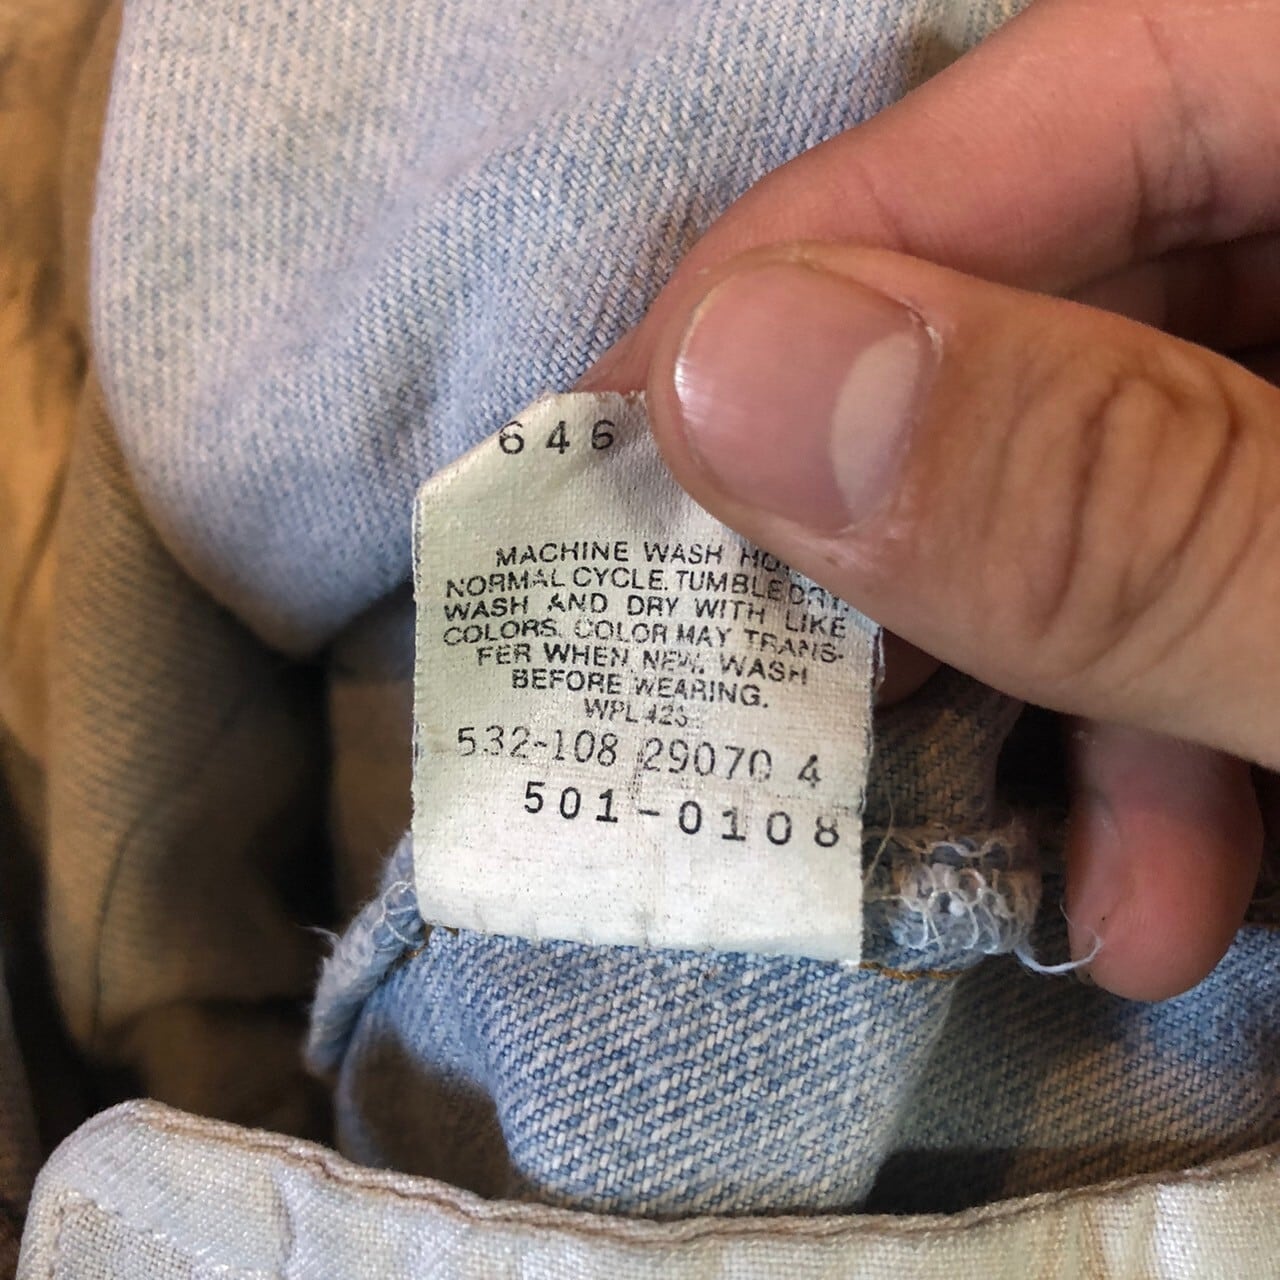 646
MACHINE WASH
NORMAL CYCLE. TUMBLE DRY.
WASH AND DRY WITH LIKE
COLORS. COLOR MAY TRANS-
FER WHEN NEW. WASH
BEFORE WEARING.
WPL 423
532-108 29070 4
501-0108